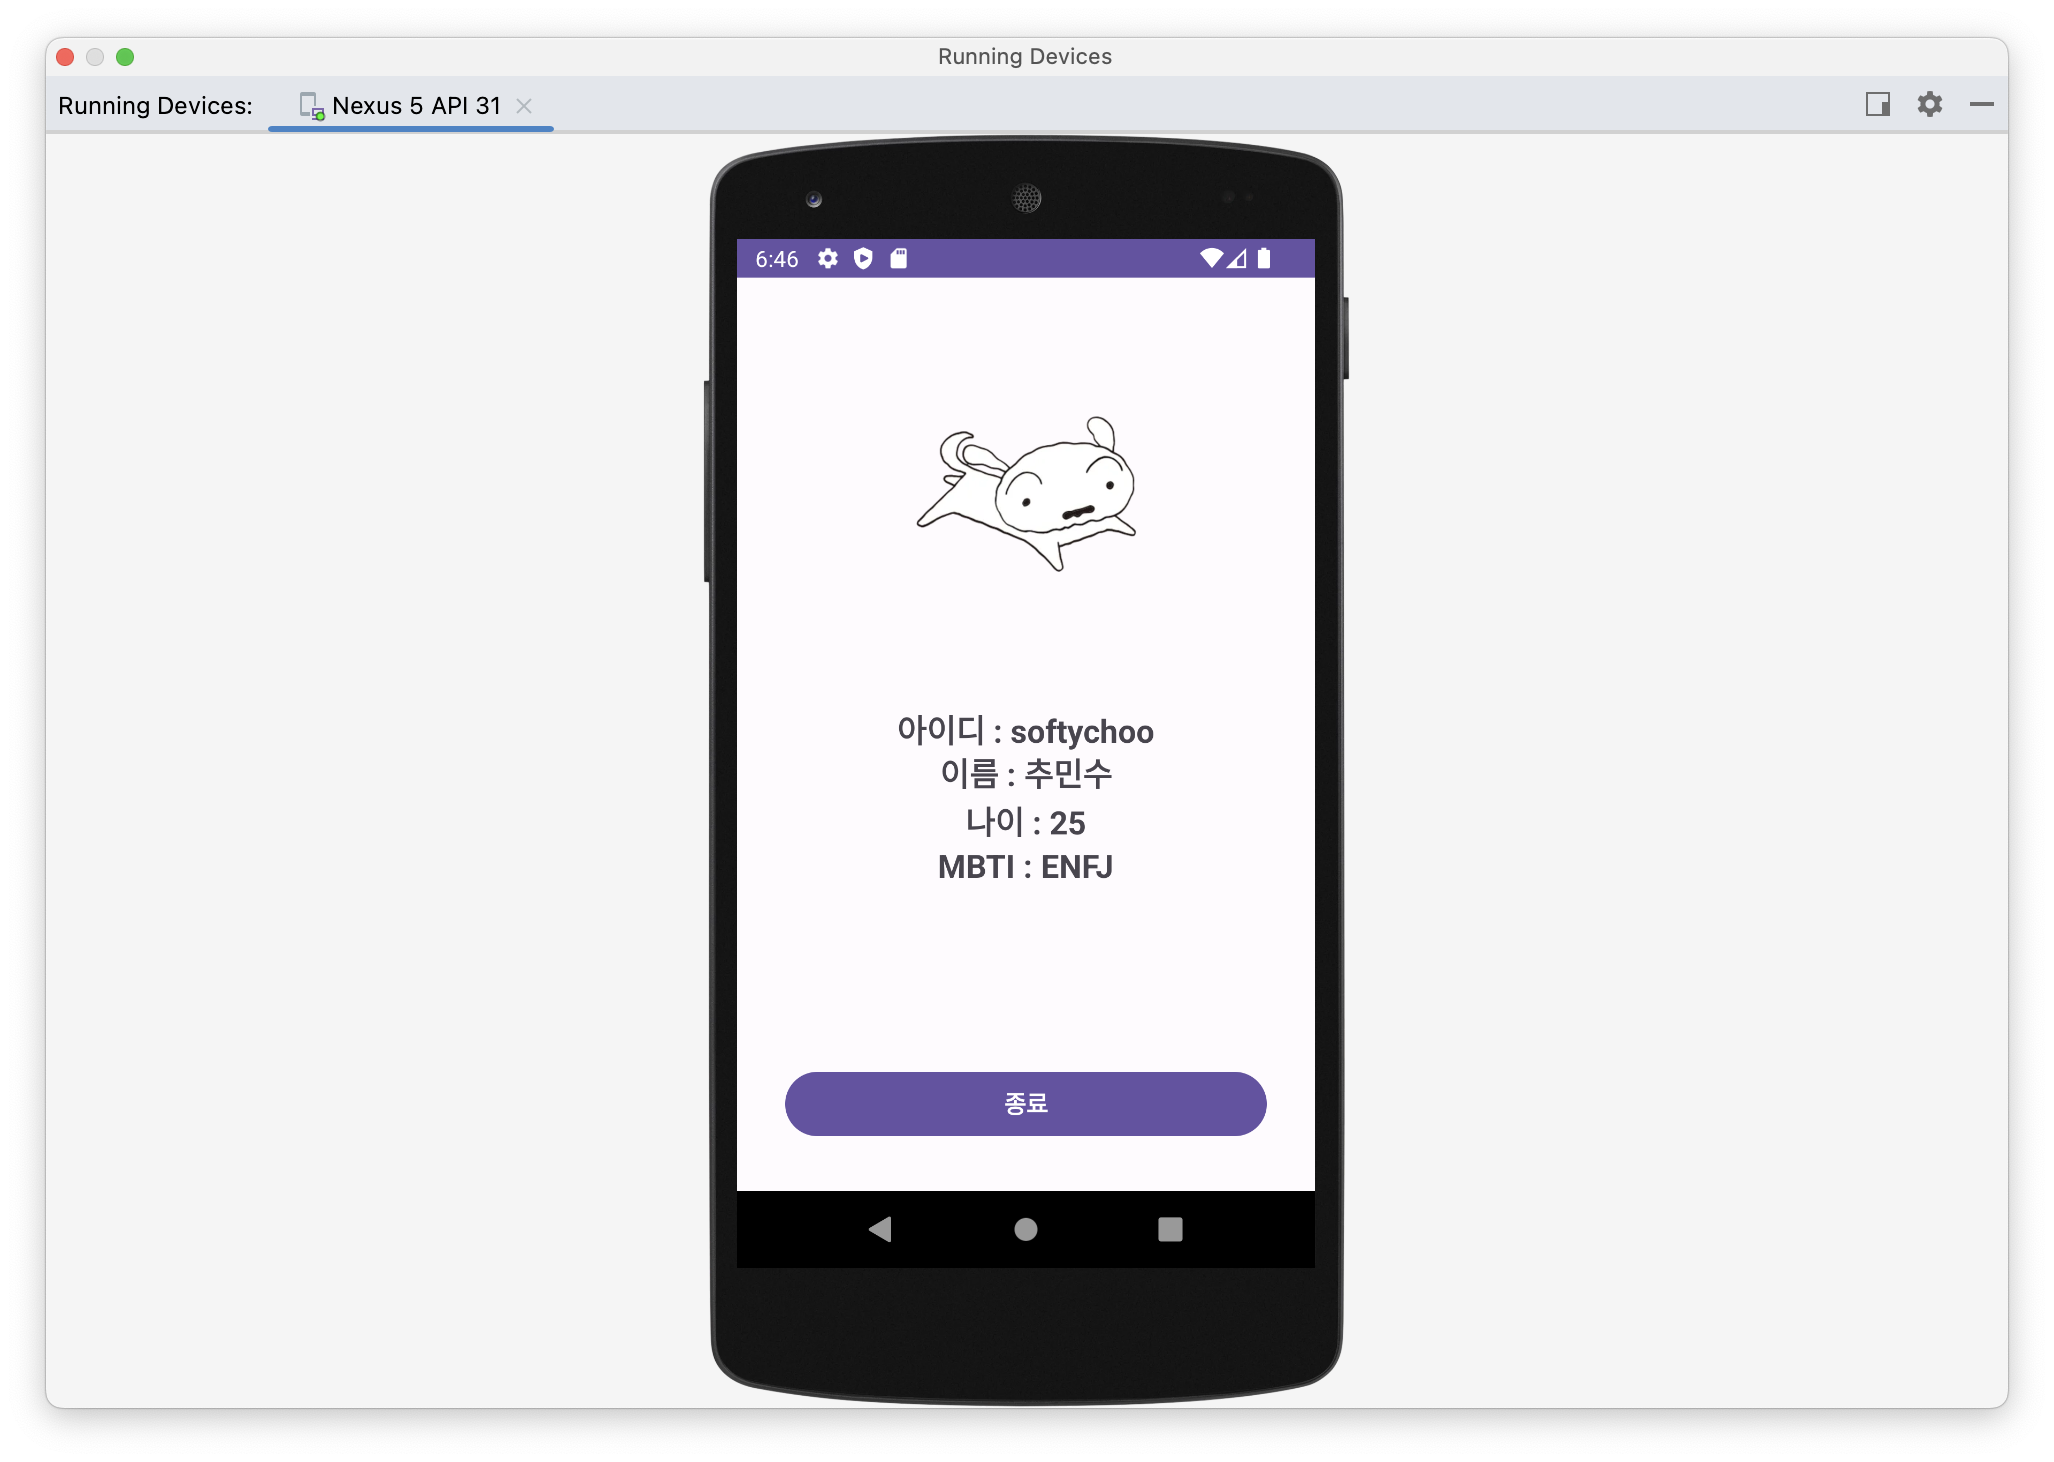 Running Devices
Running Devices: Nexus 5 API 31
6:46
아이디 : softychoo
이름 : 추민수
나이 : 25
MBTI : ENFJ
종료